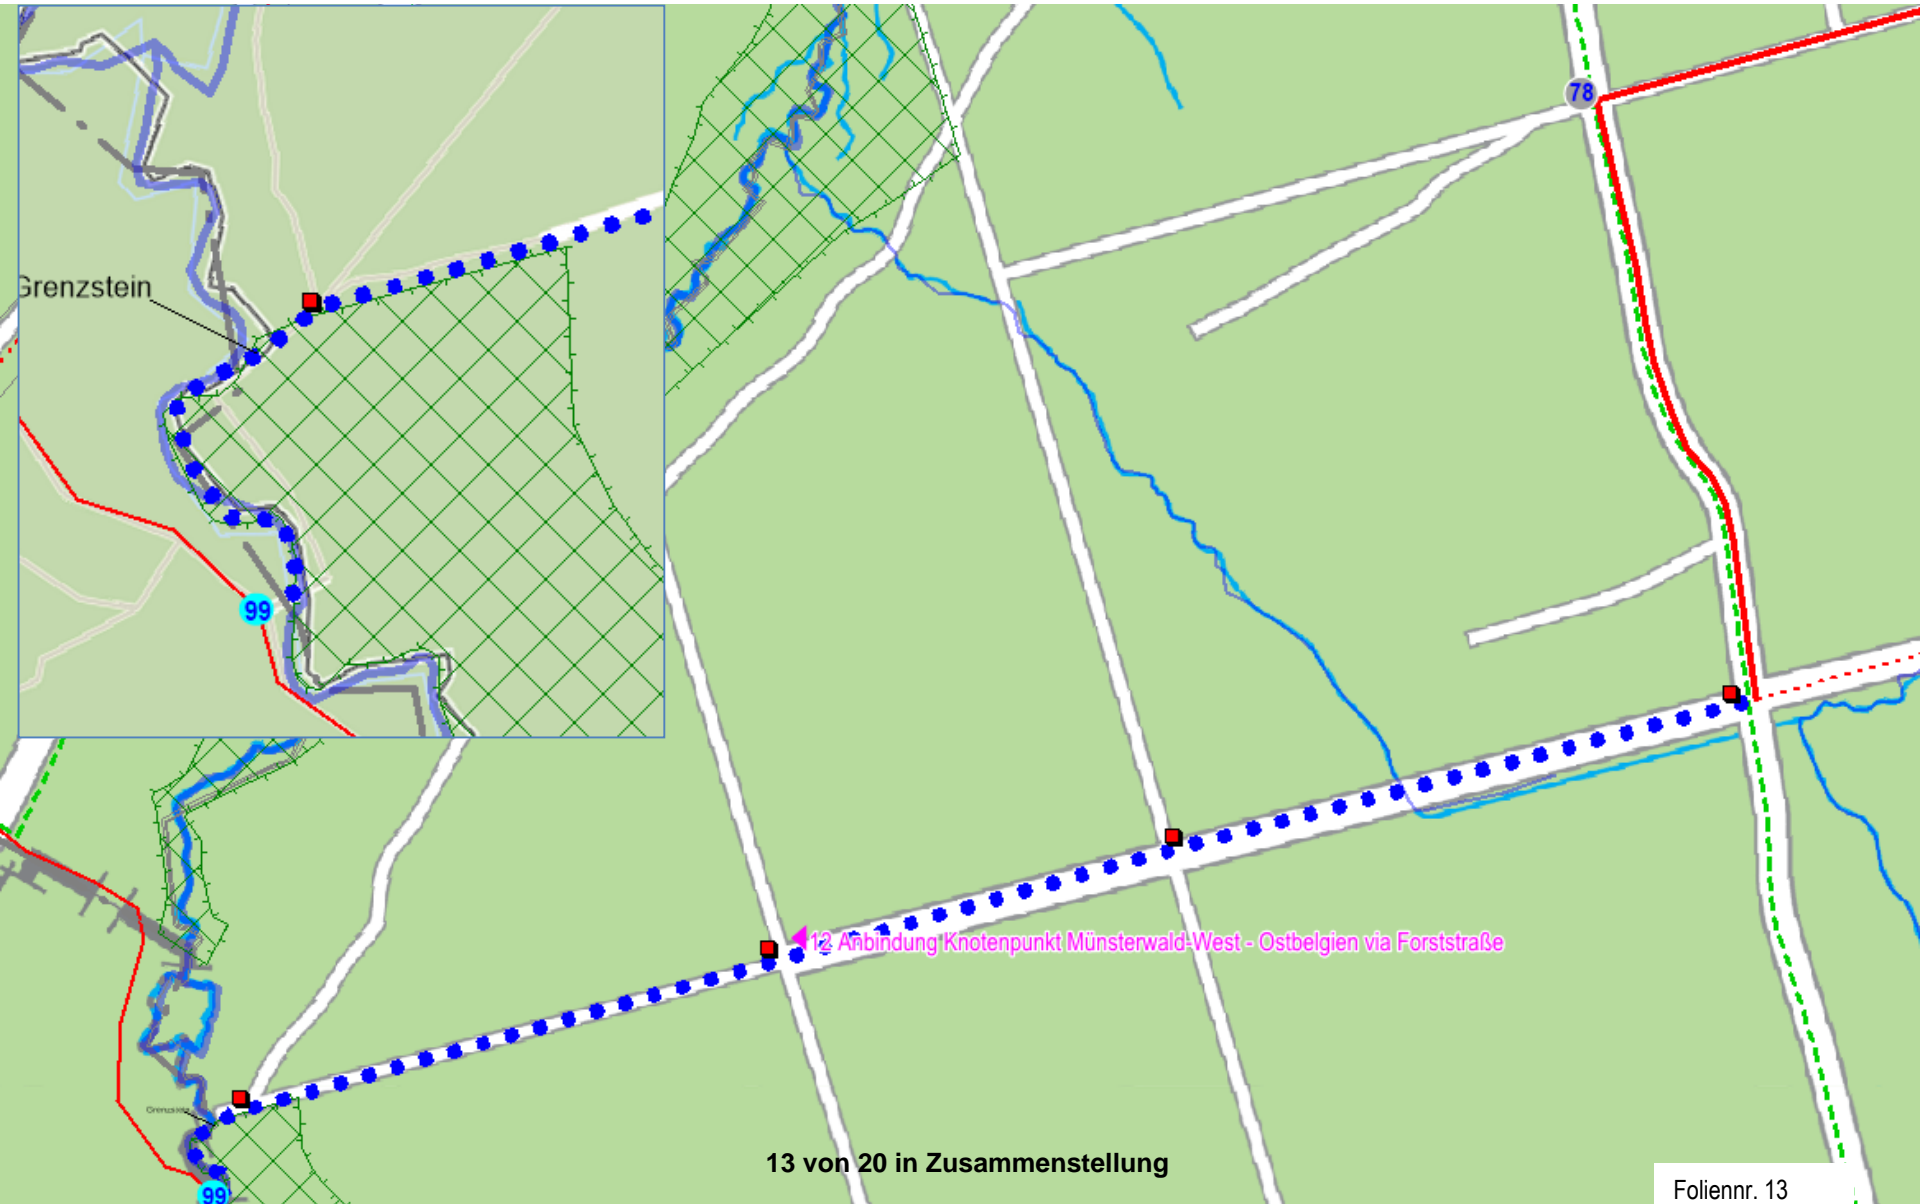 78
Grenzstein
99
12 Anbindung Knotenpunkt Münsterwald-West - Ostbelgien via Forststraße
Grenzstein
13 von 20 in Zusammenstellung
Foliennr. 13
99